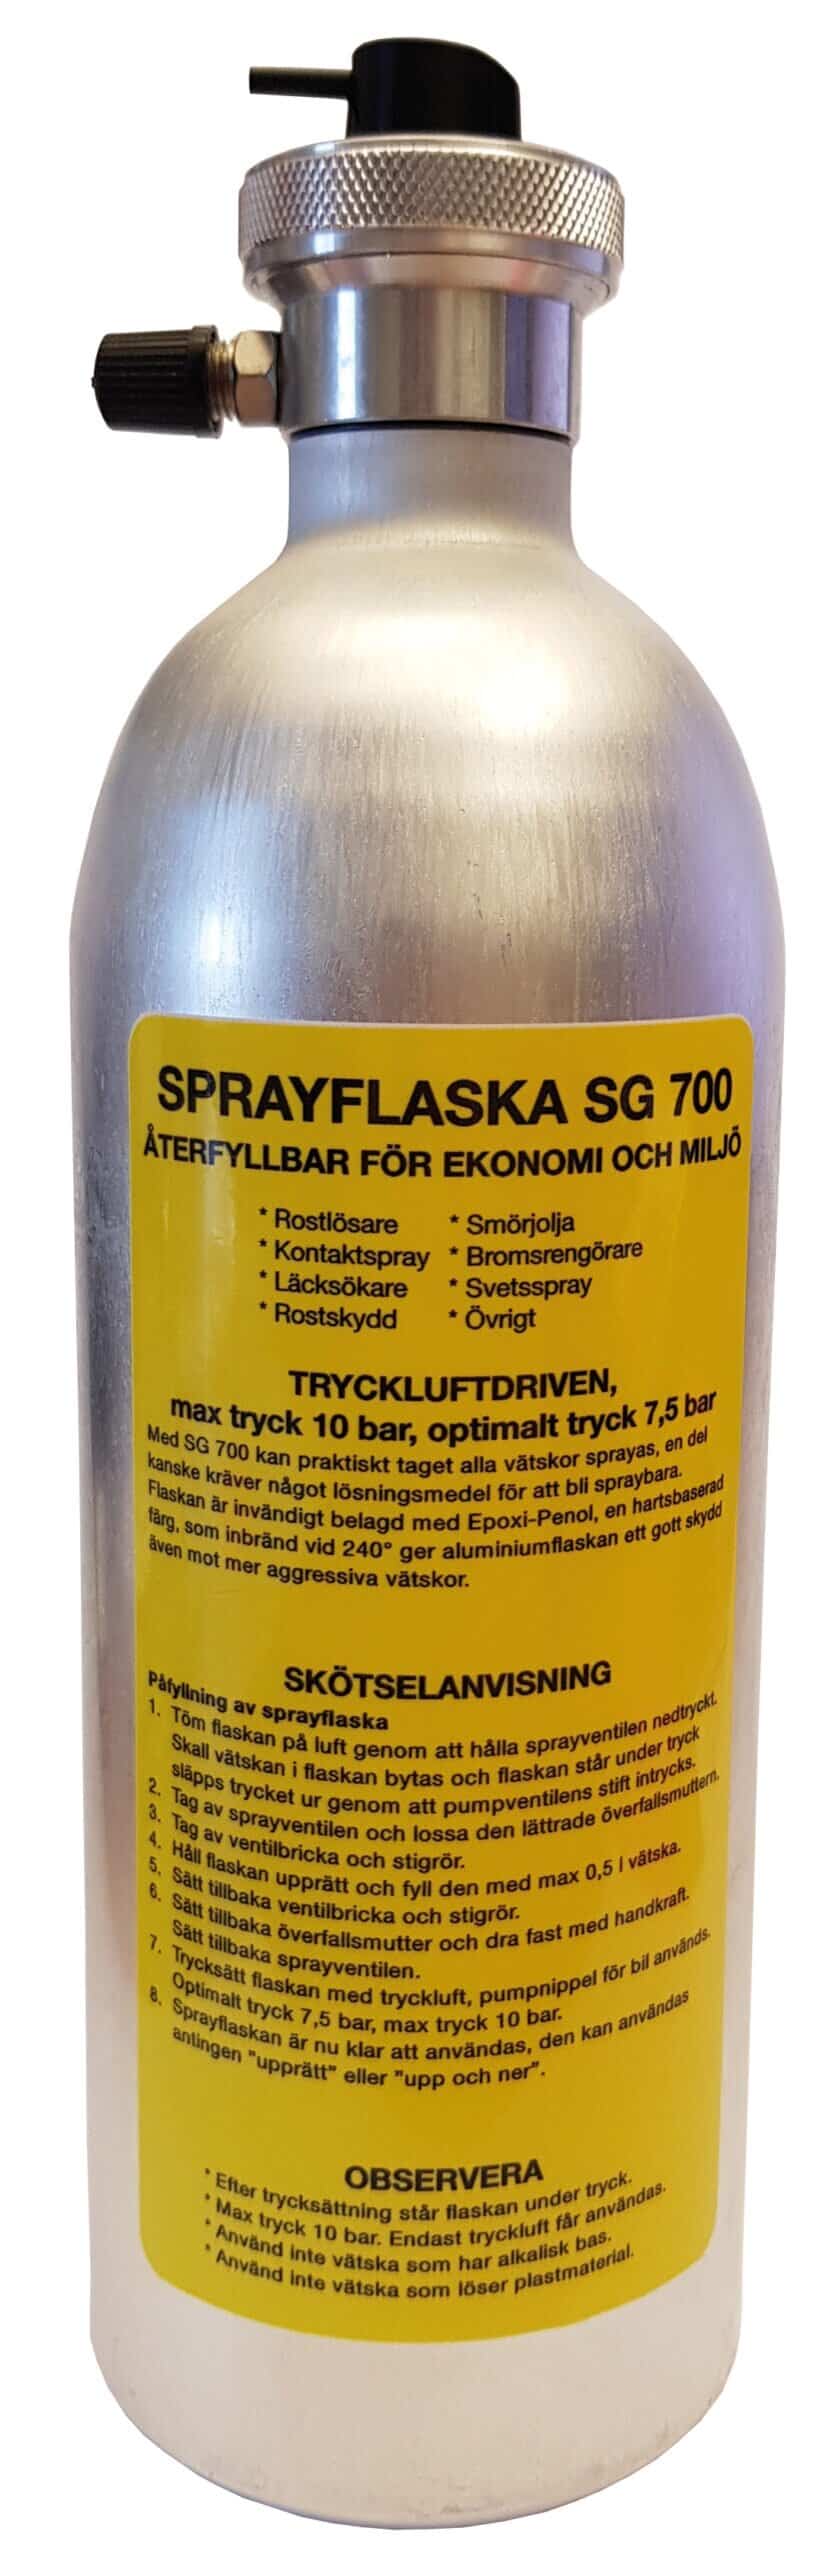 SPRAYFLASKA SG 700
ÅTERFYLLBAR FÖR EKONOMI OCH MILJÖ
* Rostlösare * Smörjolja
* Kontaktspray * Bromsrengörare
* Läcksökare * Svetsspray
* Rostskydd * Övrigt
TRYCKLUFTDRIVEN,
max tryck 10 bar, optimalt tryck 7,5 bar
Med SG 700 kan praktiskt taget alla vätskor sprayas, en del
kanske kräver något lösningsmedel för att bli spraybara.
Flaskan är invändigt belagd med Epoxi-Penol, en hartsbaserad
färg, som inbränd vid 240° ger aluminiumflaskan ett gott skydd
även mot mer aggressiva vätskor.
SKÖTSELANVISNING
Påfyllning av sprayflaska
1. Töm flaskan på luft genom att hålla sprayventilen nedtryckt.
Skall vätskan i flaskan bytas och flaskan står under tryck
släpps trycket ur genom att pumpventilens stift intrycks.
2. Tag av sprayventilen och lossa den lättrade överfallsmuttern.
3. Tag av ventilbricka och stigrör.
4. Håll flaskan upprätt och fyll den med max 0,5 l vätska.
5. Sätt tillbaka ventilbricka och stigrör.
6. Sätt tillbaka överfallsmutter och dra fast med handkraft.
Sätt tillbaka sprayventilen.
7. Trycksätt flaskan med tryckluft, pumpnippel för bil används.
Optimalt tryck 7,5 bar, max tryck 10 bar.
8. Sprayflaskan är nu klar att användas, den kan användas
antingen "upprätt" eller "upp och ner".
OBSERVERA
* Efter trycksättning står flaskan under tryck.
* Max tryck 10 bar. Endast tryckluft får användas.
* Använd inte vätska som har alkalisk bas.
* Använd inte vätska som löser plastmaterial.